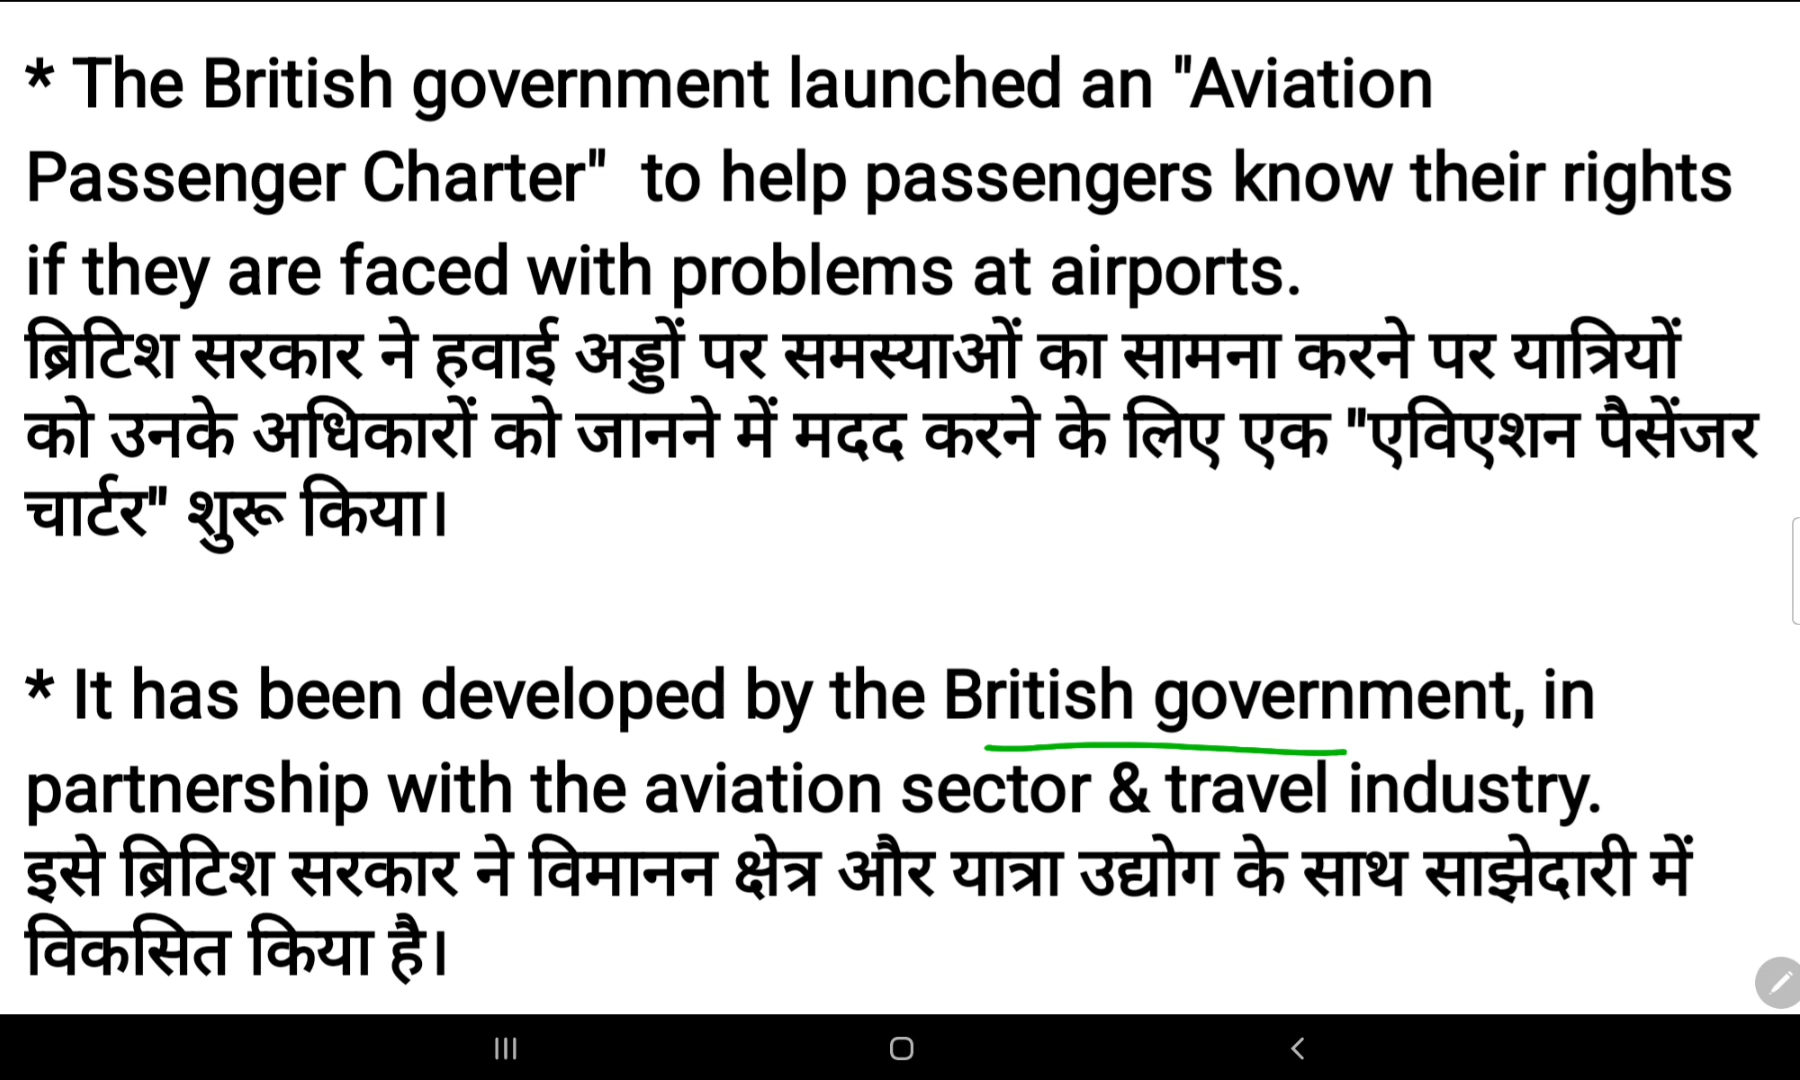 * The British government launched an "Aviation
Passenger Charter"  to help passengers know their rights
if they are faced with problems at airports.
ब्रिटिश सरकार ने हवाई अड्डों पर समस्याओं का सामना करने पर यात्रियों
को उनके अधिकारों को जानने में मदद करने के लिए एक "एविएशन पैसेंजर
चार्टर" शुरू किया।
* It has been developed by the British government, in
partnership with the aviation sector & travel industry.
इसे ब्रिटिश सरकार ने विमानन क्षेत्र और यात्रा उद्योग के साथ साझेदारी में
विकसित किया है।